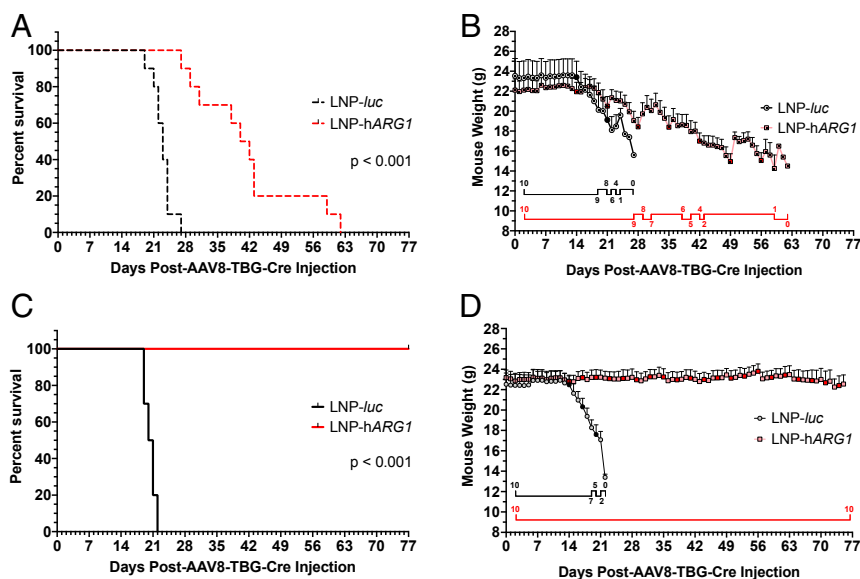 A
100
80
60
40
20
0
Percent survival
LNP-luc
LNP-hARG1
p < 0.001
0 7 14 21 28 35 42 49 56 63 70 77
Days Post-AAV8-TBG-Cre Injection
B
28
26
24
22
20
18
16
14
12
10
8
Mouse Weight (g)
LNP-luc
LNP-hARG1
10 8 4 0
9 6 1
10 8 6 4 1
9 7 5 2 0
0 7 14 21 28 35 42 49 56 63 70 77
Days Post-AAV8-TBG-Cre Injection
C
100
80
60
40
20
0
Percent survival
LNP-luc
LNP-hARG1
p < 0.001
0 7 14 21 28 35 42 49 56 63 70 77
Days Post-AAV8-TBG-Cre Injection
D
28
26
24
22
20
18
16
14
12
10
8
Mouse Weight (g)
LNP-luc
LNP-hARG1
10 5 0
7 2
10 10
0 7 14 21 28 35 42 49 56 63 70 77
Days Post-AAV8-TBG-Cre Injection